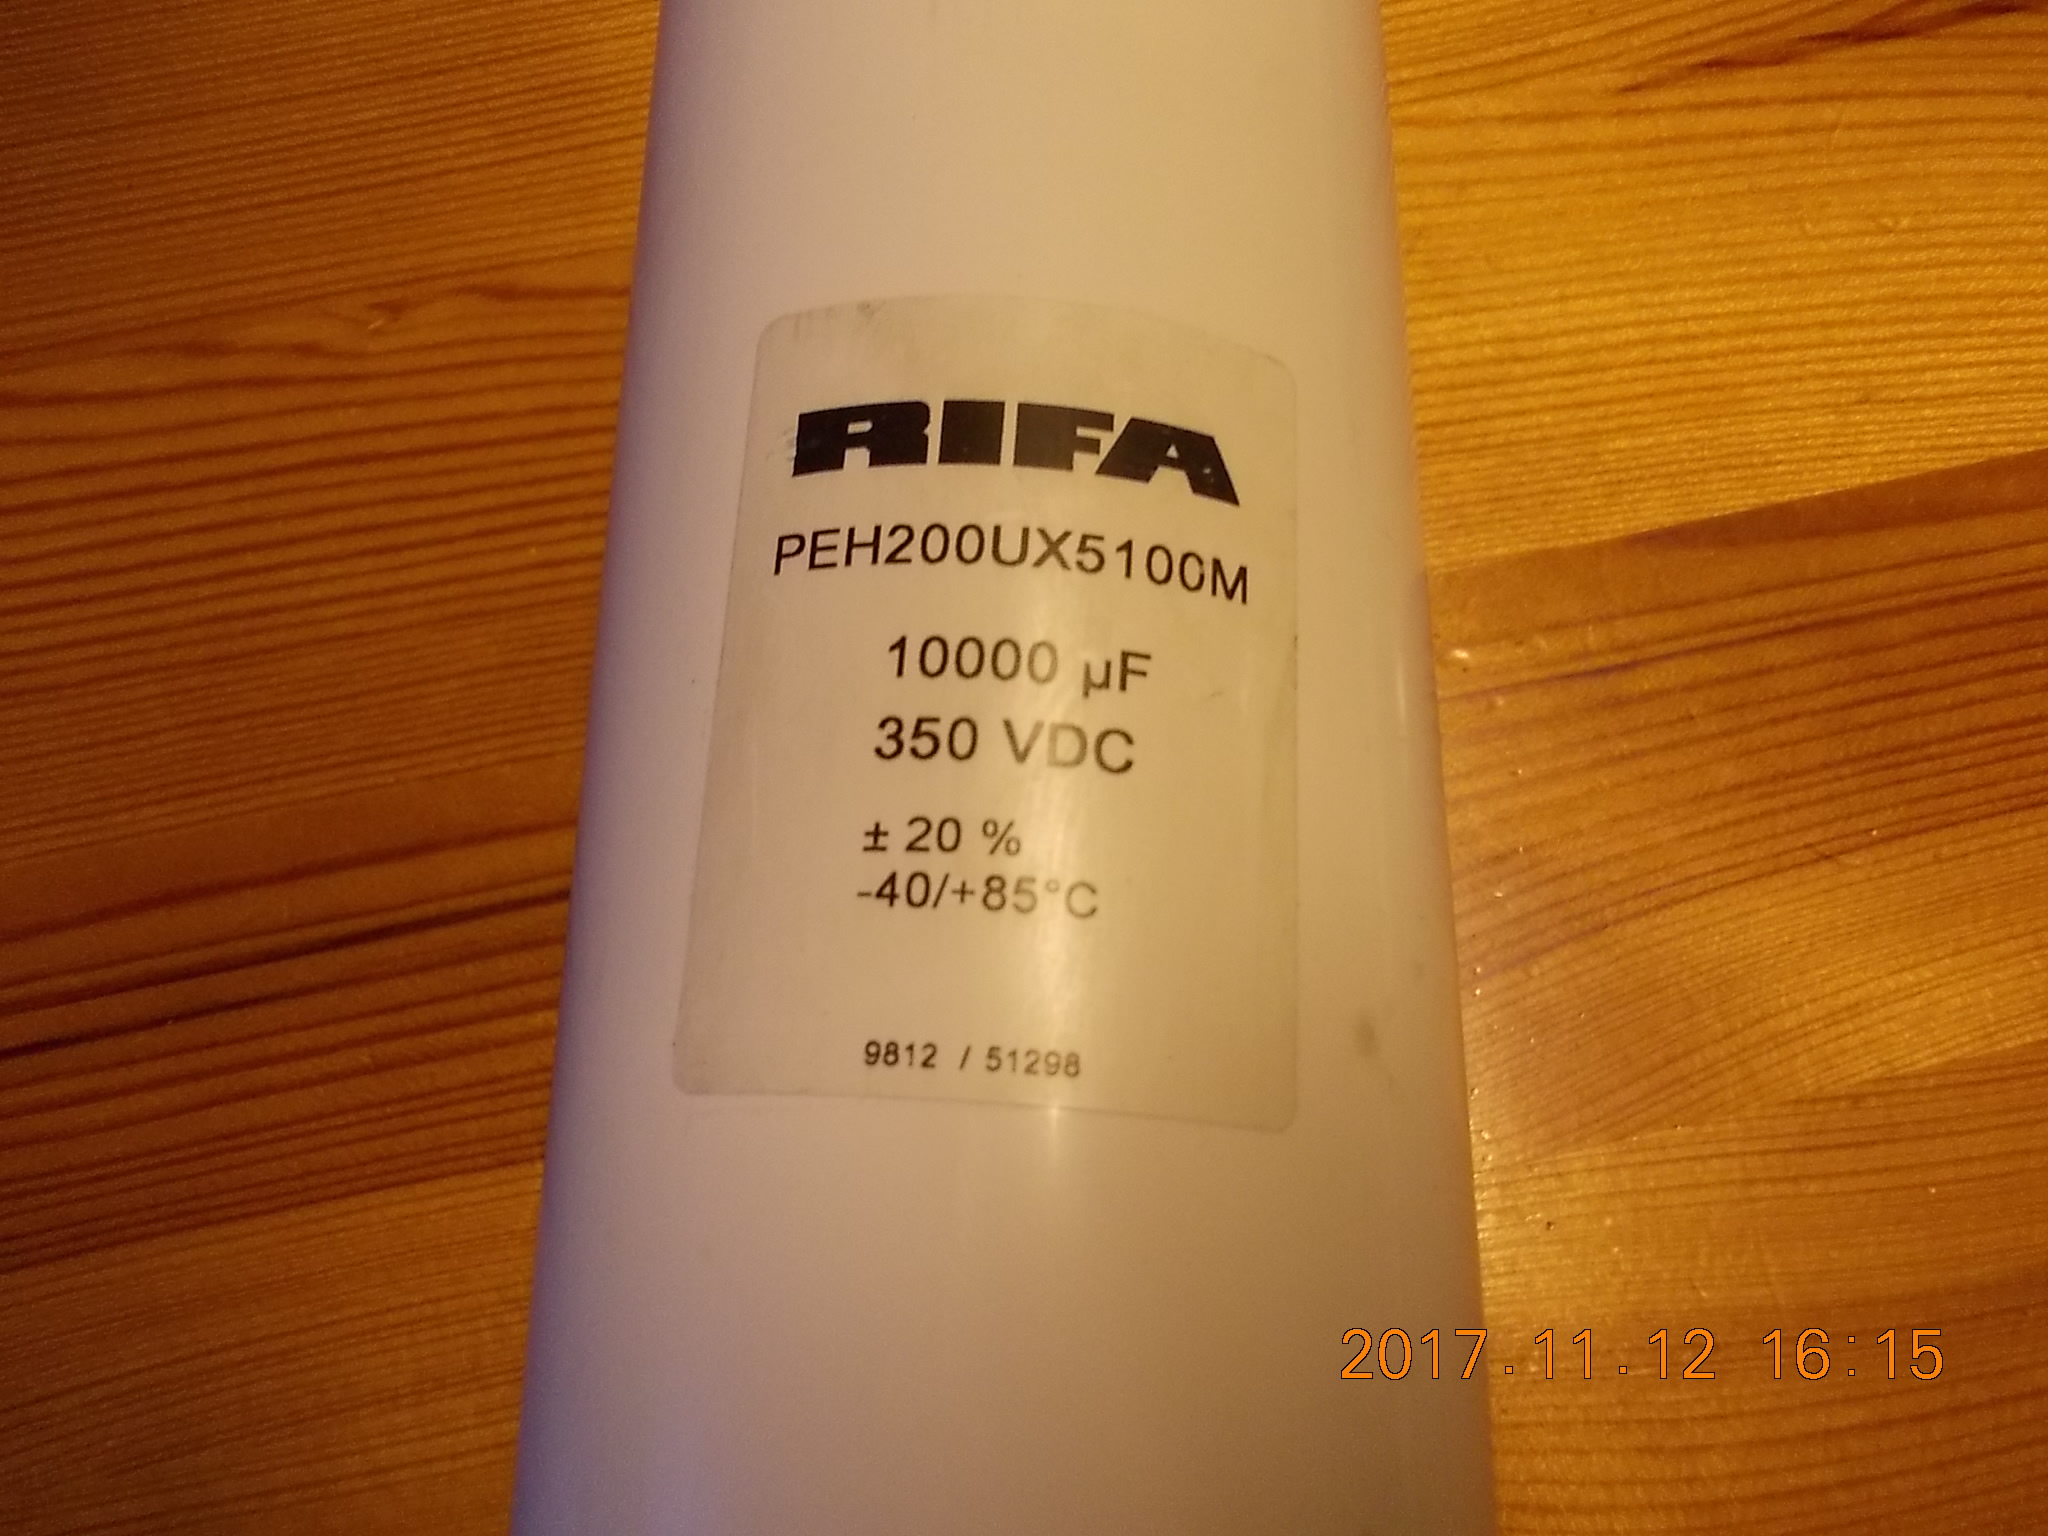 RIFA
PEH200UX5100M
10000 µF
350 VDC
± 20 %
-40/+85°C
9812 / 51298
2017.11.12 16:15